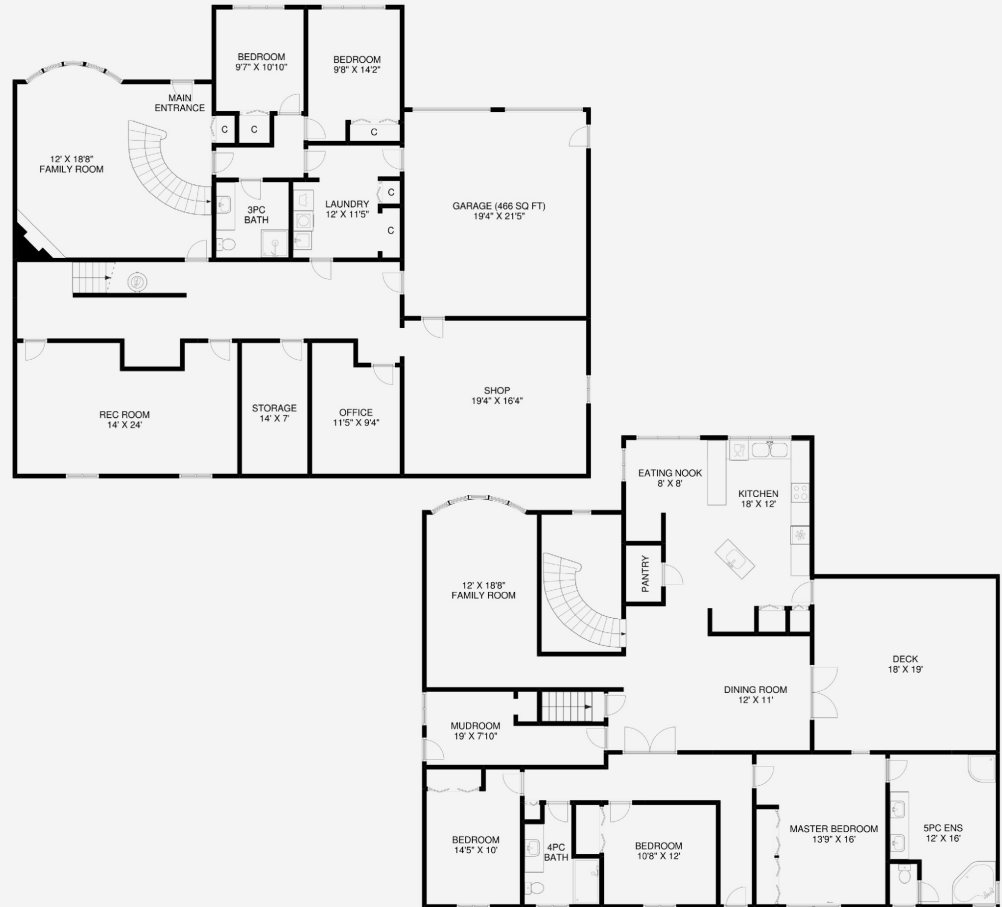 BEDROOM
9'7" X 10'10"
BEDROOM
9'8" X 14'2"
MAIN
ENTRANCE
C
C
C
12' X 18'8"
FAMILY ROOM
3PC
BATH
LAUNDRY
12' X 11'5"
C
C
GARAGE (466 SQ FT)
19'4" X 21'5"
REC ROOM
14' X 24'
STORAGE
14' X 7'
OFFICE
11'5" X 9'4"
SHOP
19'4" X 16'4"
EATING NOOK
8' X 8'
KITCHEN
18' X 12'
12' X 18'8"
FAMILY ROOM
PANTRY
DECK
18' X 19'
DINING ROOM
12' X 11'
MUDROOM
19' X 7'10"
BEDROOM
14'5" X 10'
4PC
BATH
BEDROOM
10'8" X 12'
MASTER BEDROOM
13'9" X 16'
5PC ENS
12' X 16'